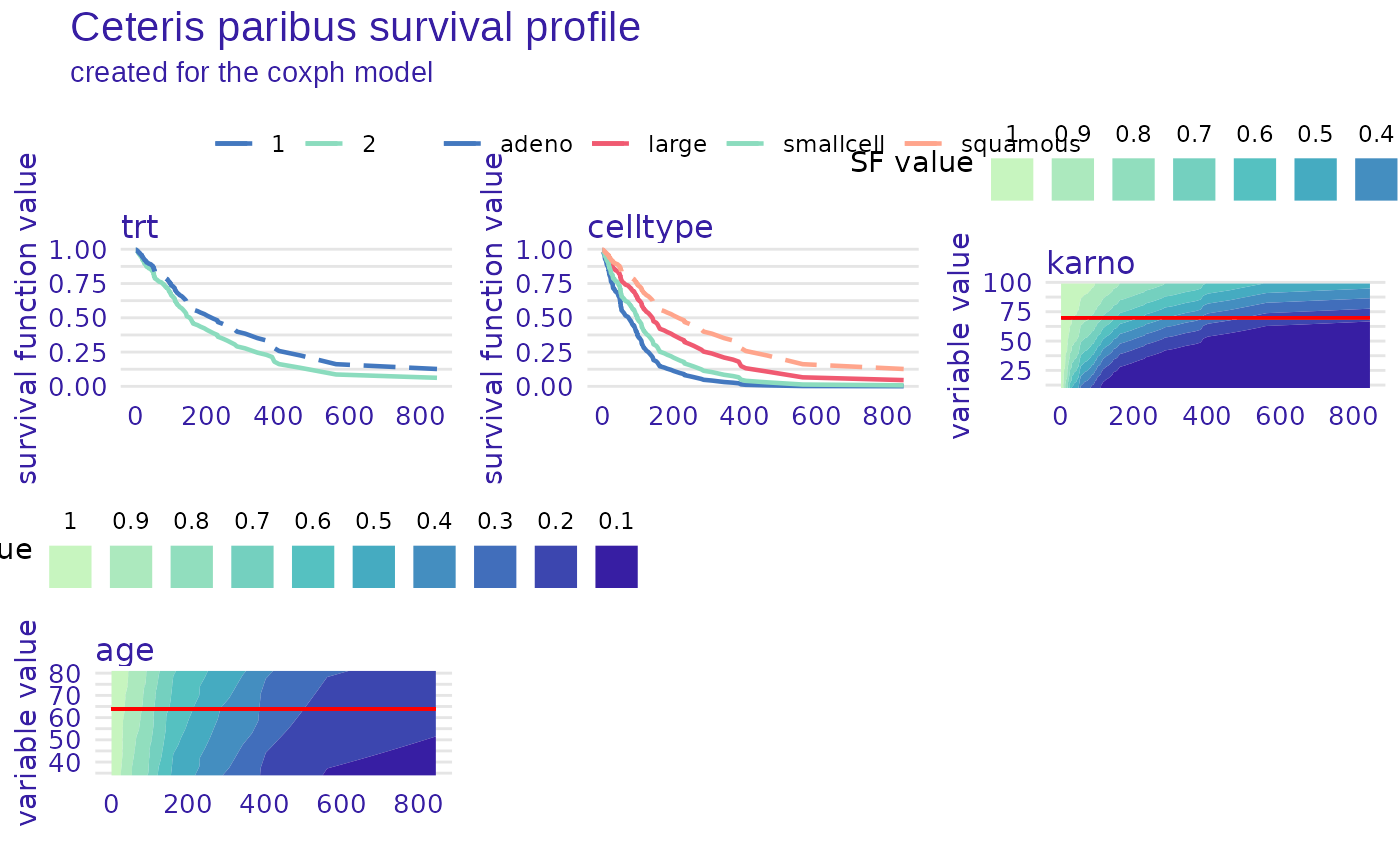 Ceteris paribus survival profile
created for the coxph model
1 2
adeno large smallcell squamous
SF value
1 0.9 0.8 0.7 0.6 0.5 0.4
trt
survival function value
1.00
0.75
0.50
0.25
0.00
0 200 400 600 800
celltype
survival function value
1.00
0.75
0.50
0.25
0.00
0 200 400 600 800
karno
variable value
100
75
50
25
0 200 400 600 800
ue
1 0.9 0.8 0.7 0.6 0.5 0.4 0.3 0.2 0.1
age
variable value
80
70
60
50
40
0 200 400 600 800